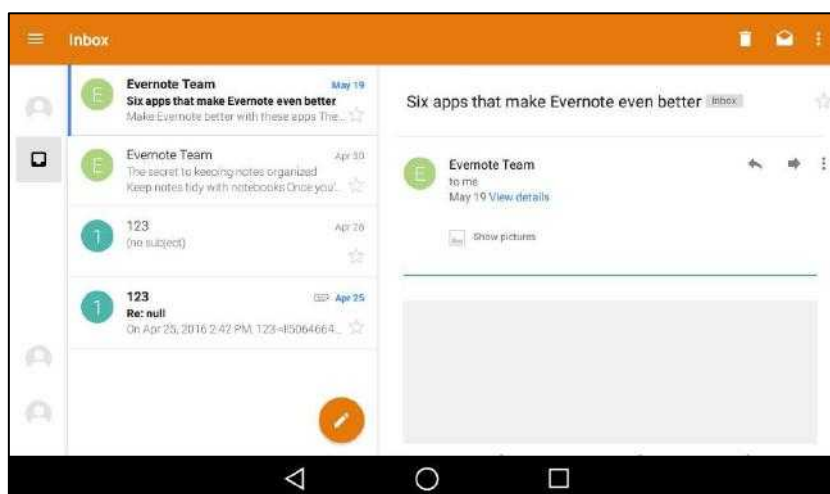 Inbox
E
Evernote Team May 19
Six apps that make Evernote even better
Make Evernote better with these apps The...
E
Evernote Team Apr 30
The secret to keeping notes organized
Keep notes tidy with notebooks Once you'...
1
123 Apr 26
(no subject)
1
123 Apr 25
Re: null
On Apr 25, 2016 2:42 PM, 123
Six apps that make Evernote even better Inbox
E
Evernote Team
to me
May 19 View details
Show pictures